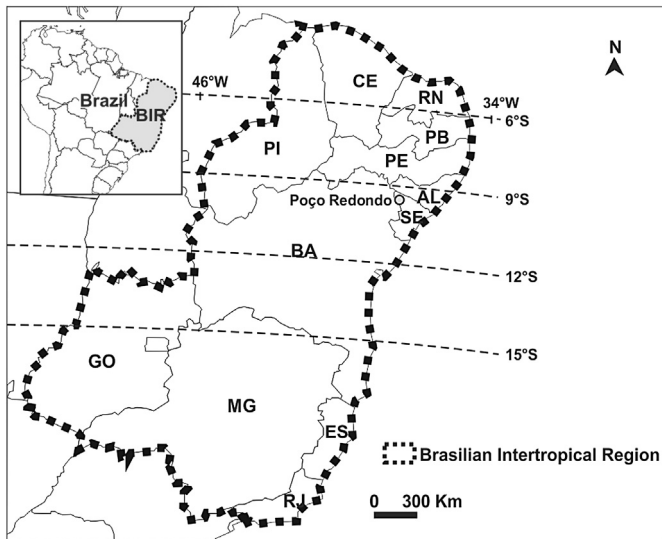 Brazil
BIR
46°W
34°W
N
CE
RN
6°S
PB
PI
PE
AL
9°S
Poço Redondo
SE
BA
12°S
15°S
GO
MG
ES
Brasilian Intertropical Region
RJ
0 300 Km